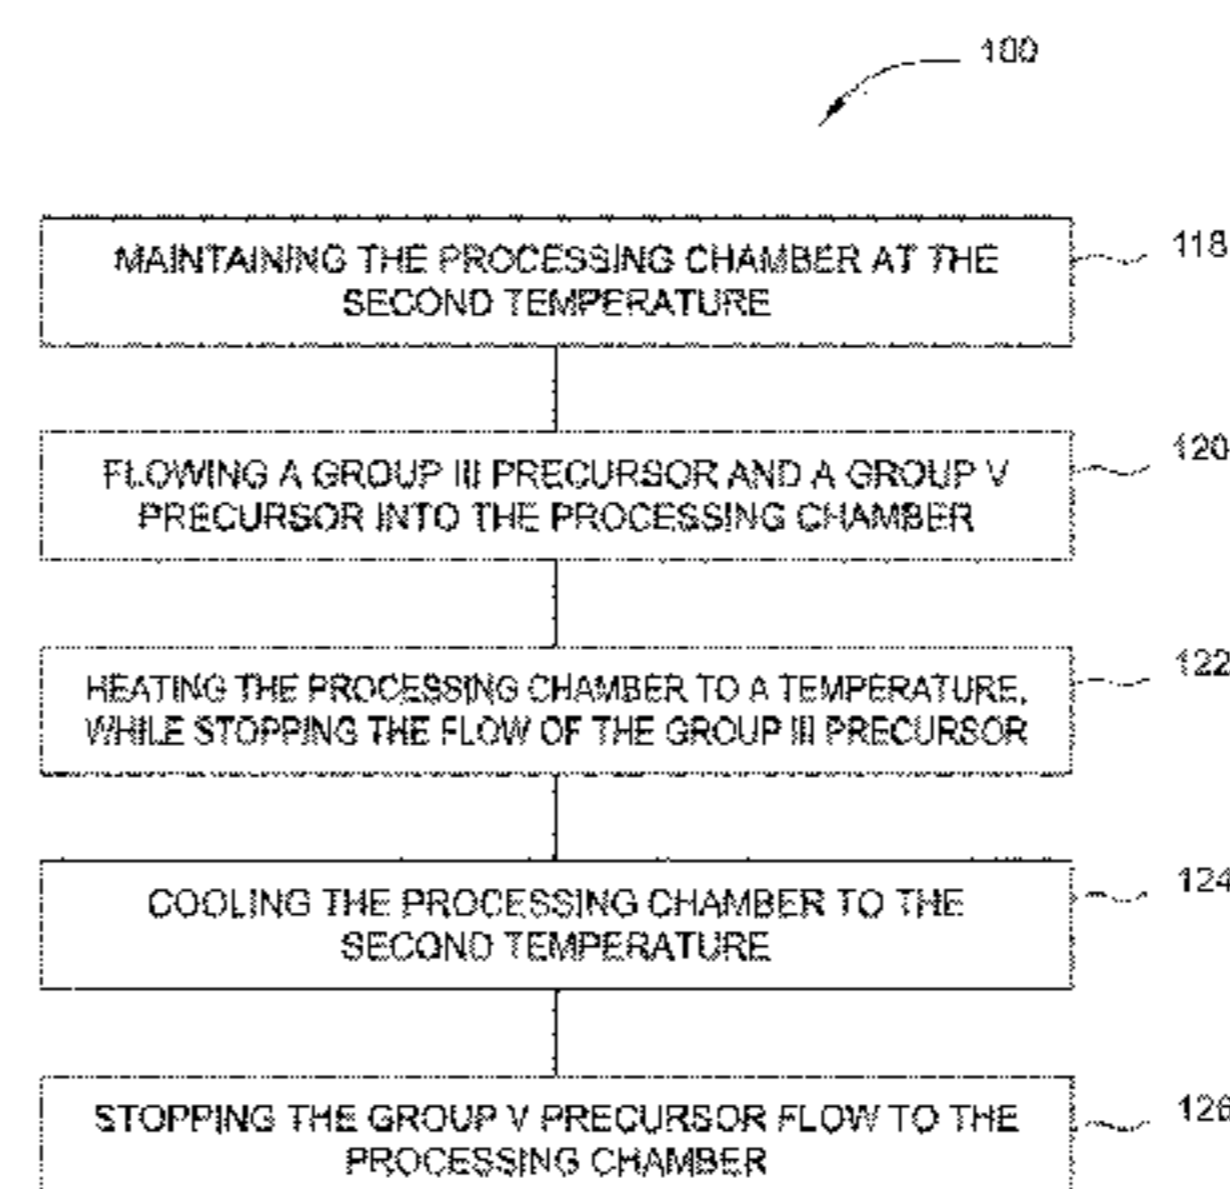 100
MAINTAINING THE PROCESSING CHAMBER AT THE
SECOND TEMPERATURE
118
FLOWING A GROUP III PRECURSOR AND A GROUP V
PRECURSOR INTO THE PROCESSING CHAMBER
120
HEATING THE PROCESSING CHAMBER TO A TEMPERATURE,
WHILE STOPPING THE FLOW OF THE GROUP III PRECURSOR
122
COOLING THE PROCESSING CHAMBER TO THE
SECOND TEMPERATURE
124
STOPPING THE GROUP V PRECURSOR FLOW TO THE
PROCESSING CHAMBER
126